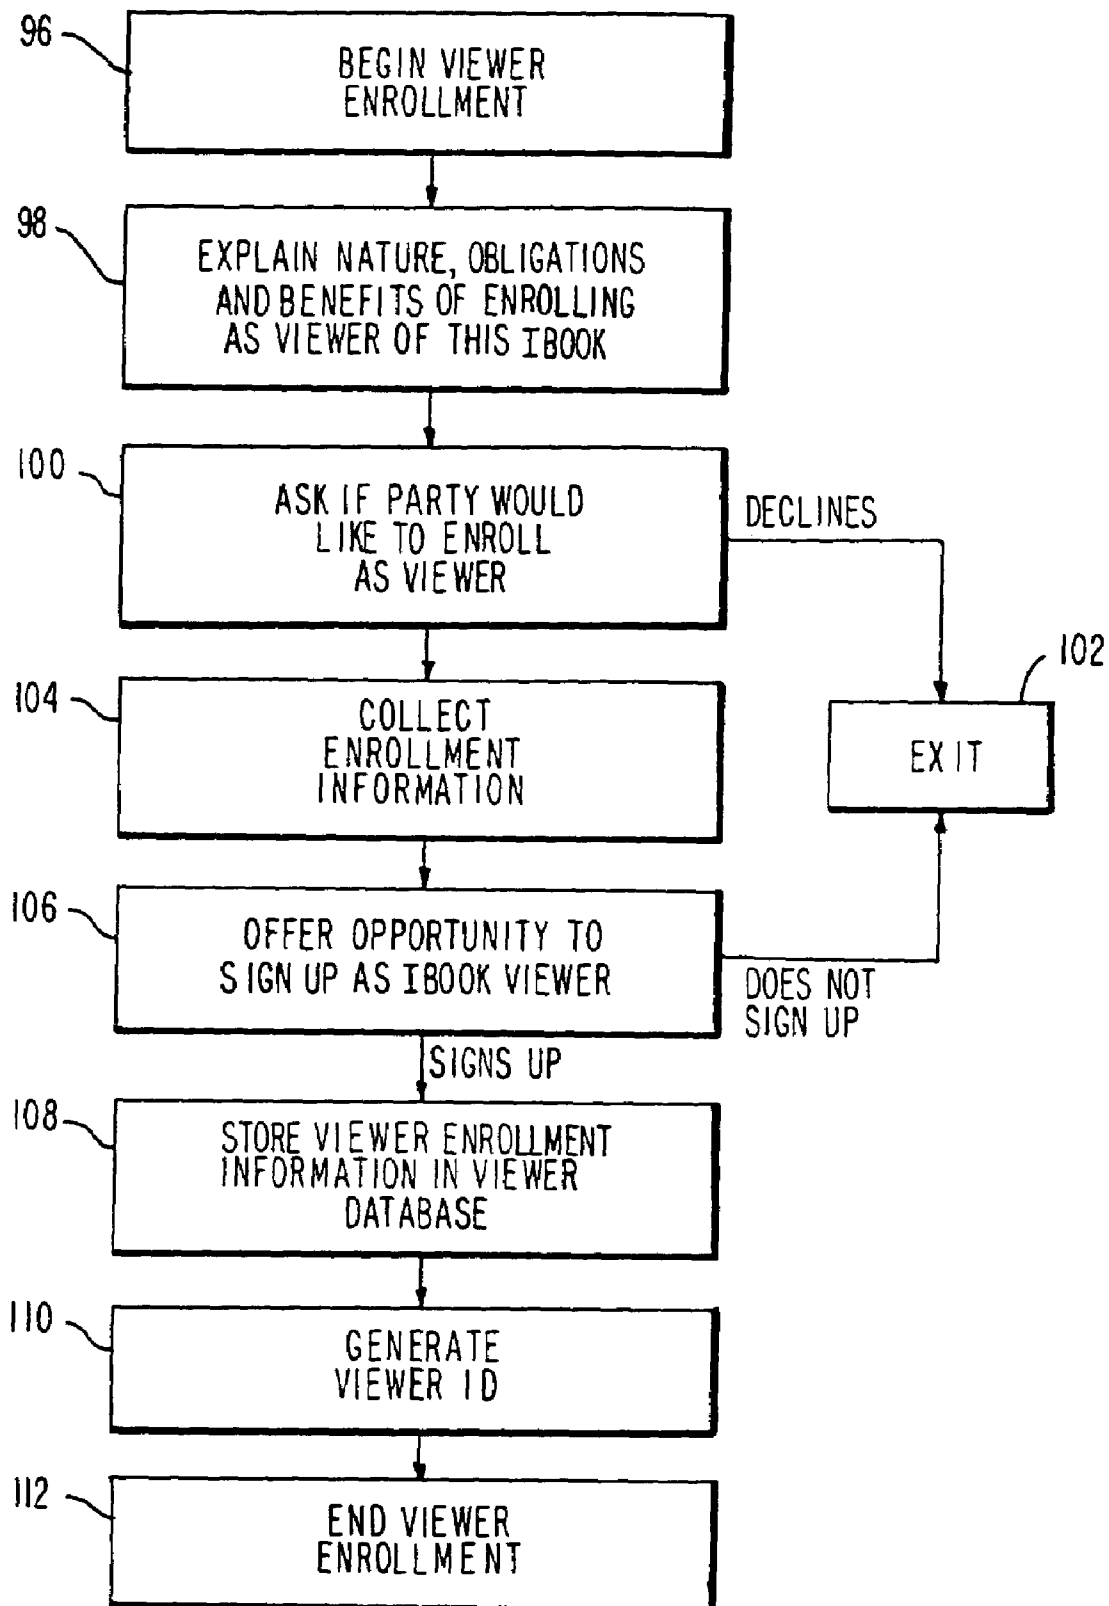 96
BEGIN VIEWER
ENROLLMENT
98
EXPLAIN NATURE, OBLIGATIONS
AND BENEFITS OF ENROLLING
AS VIEWER OF THIS IBOOK
100
ASK IF PARTY WOULD
LIKE TO ENROLL
AS VIEWER
DECLINES
102
EXIT
104
COLLECT
ENROLLMENT
INFORMATION
106
OFFER OPPORTUNITY TO
SIGN UP AS IBOOK VIEWER
DOES NOT
SIGN UP
SIGNS UP
108
STORE VIEWER ENROLLMENT
INFORMATION IN VIEWER
DATABASE
110
GENERATE
VIEWER ID
112
END VIEWER
ENROLLMENT